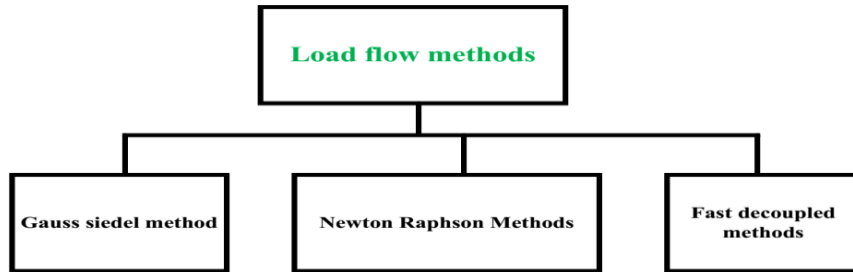 Load flow methods
Gauss siedel method
Newton Raphson Methods
Fast decoupled
methods